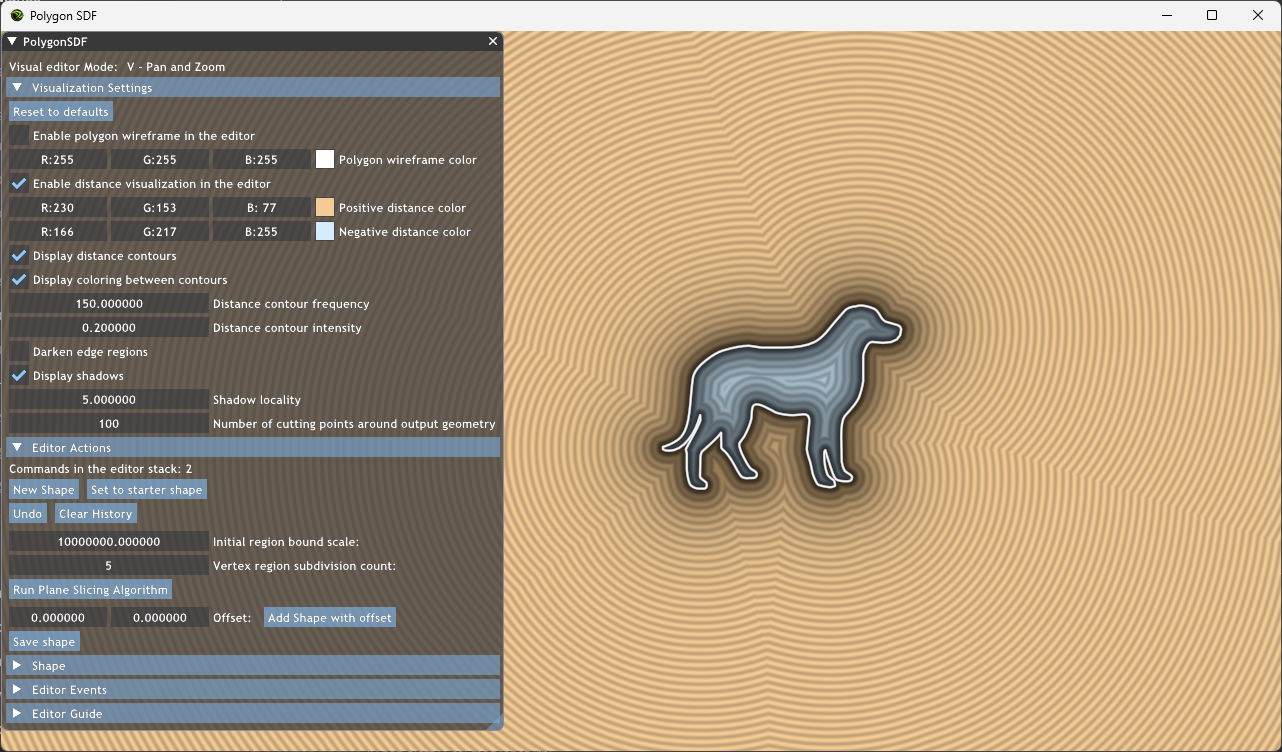 Polygon SDF
PolygonSDF
Visual editor Mode: V - Pan and Zoom
Visualization Settings
Reset to defaults
Enable polygon wireframe in the editor
R:255 G:255 B:255 Polygon wireframe color
Enable distance visualization in the editor
R:230 G:153 B: 77 Positive distance color
R:166 G:217 B:255 Negative distance color
Display distance contours
Display coloring between contours
150.000000 Distance contour frequency
0.200000 Distance contour intensity
Darken edge regions
Display shadows
5.000000 Shadow locality
100 Number of cutting points around output geometry
Editor Actions
Commands in the editor stack: 2
New Shape Set to starter shape
Undo Clear History
10000000.000000 Initial region bound scale:
5 Vertex region subdivision count:
Run Plane Slicing Algorithm
0.000000 0.000000 Offset: Add Shape with offset
Save shape
Shape
Editor Events
Editor Guide